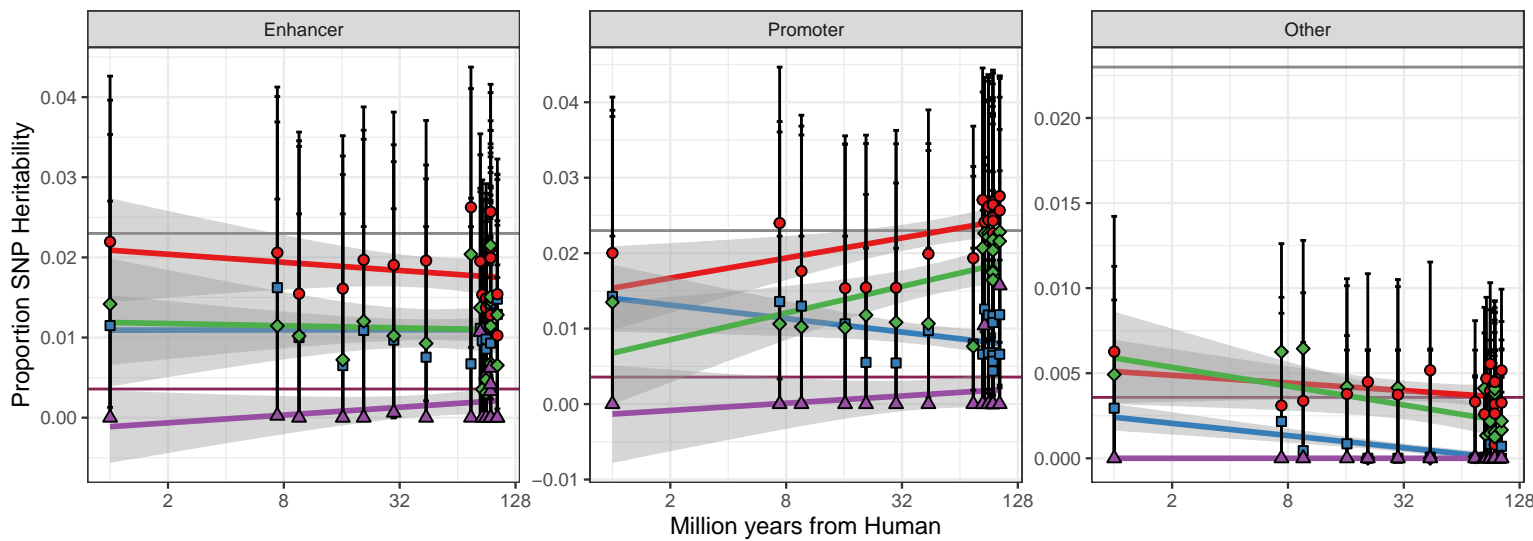 Enhancer Promoter Other
Proportion SNP Heritability
0.04
0.03
0.02
0.01
0.00
2 8 32 128
0.04
0.03
0.02
0.01
0.00
−0.01
2 8 32 128
0.020
0.015
0.010
0.005
0.000
2 8 32 128
Million years from Human